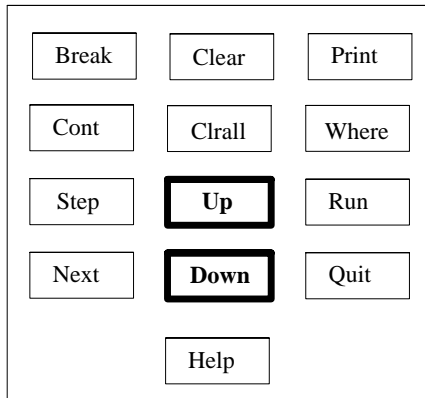 Break Clear Print
Cont Clrall Where
Step Up Run
Next Down Quit
Help